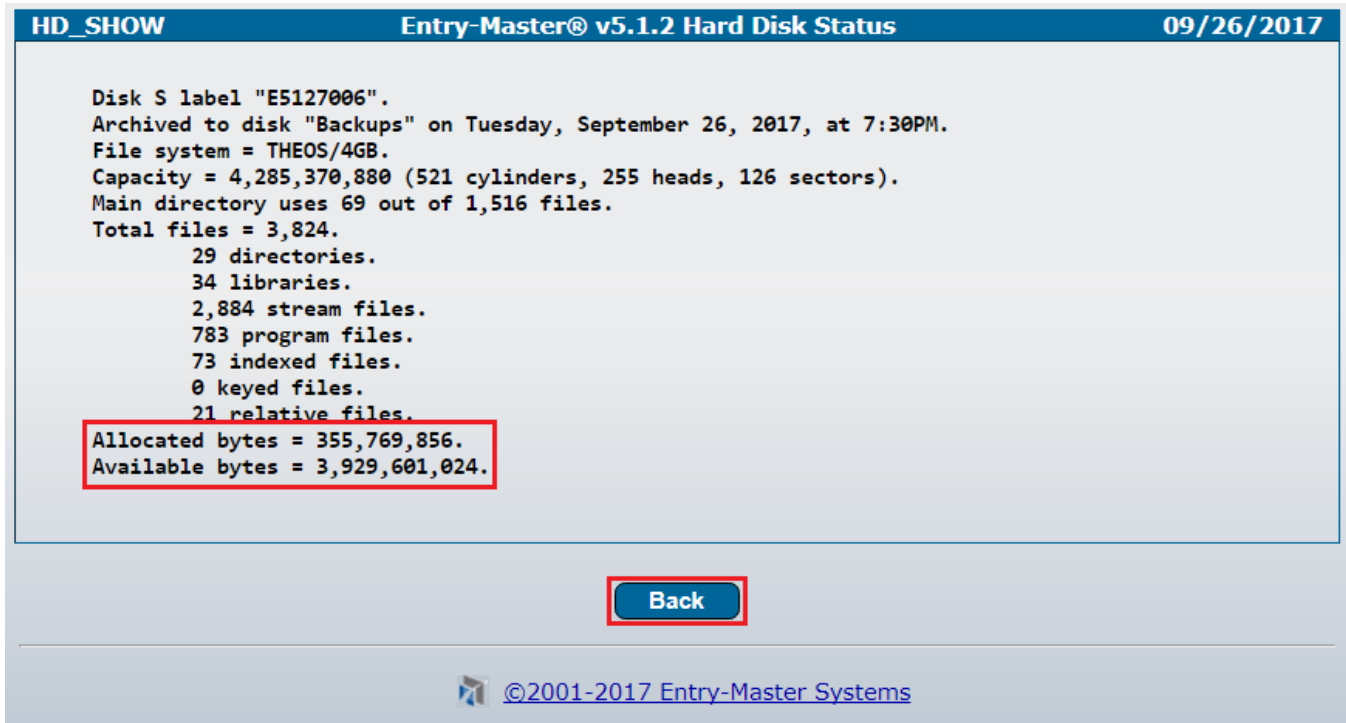 HD_SHOW Entry-Master® v5.1.2 Hard Disk Status 09/26/2017
Disk S label "E5127006".
Archived to disk "Backups" on Tuesday, September 26, 2017, at 7:30PM.
File system = THEOS/4GB.
Capacity = 4,285,370,880 (521 cylinders, 255 heads, 126 sectors).
Main directory uses 69 out of 1,516 files.
Total files = 3,824.
29 directories.
34 libraries.
2,884 stream files.
783 program files.
73 indexed files.
0 keyed files.
21 relative files.
Allocated bytes = 355,769,856.
Available bytes = 3,929,601,024.
Back
©2001-2017 Entry-Master Systems